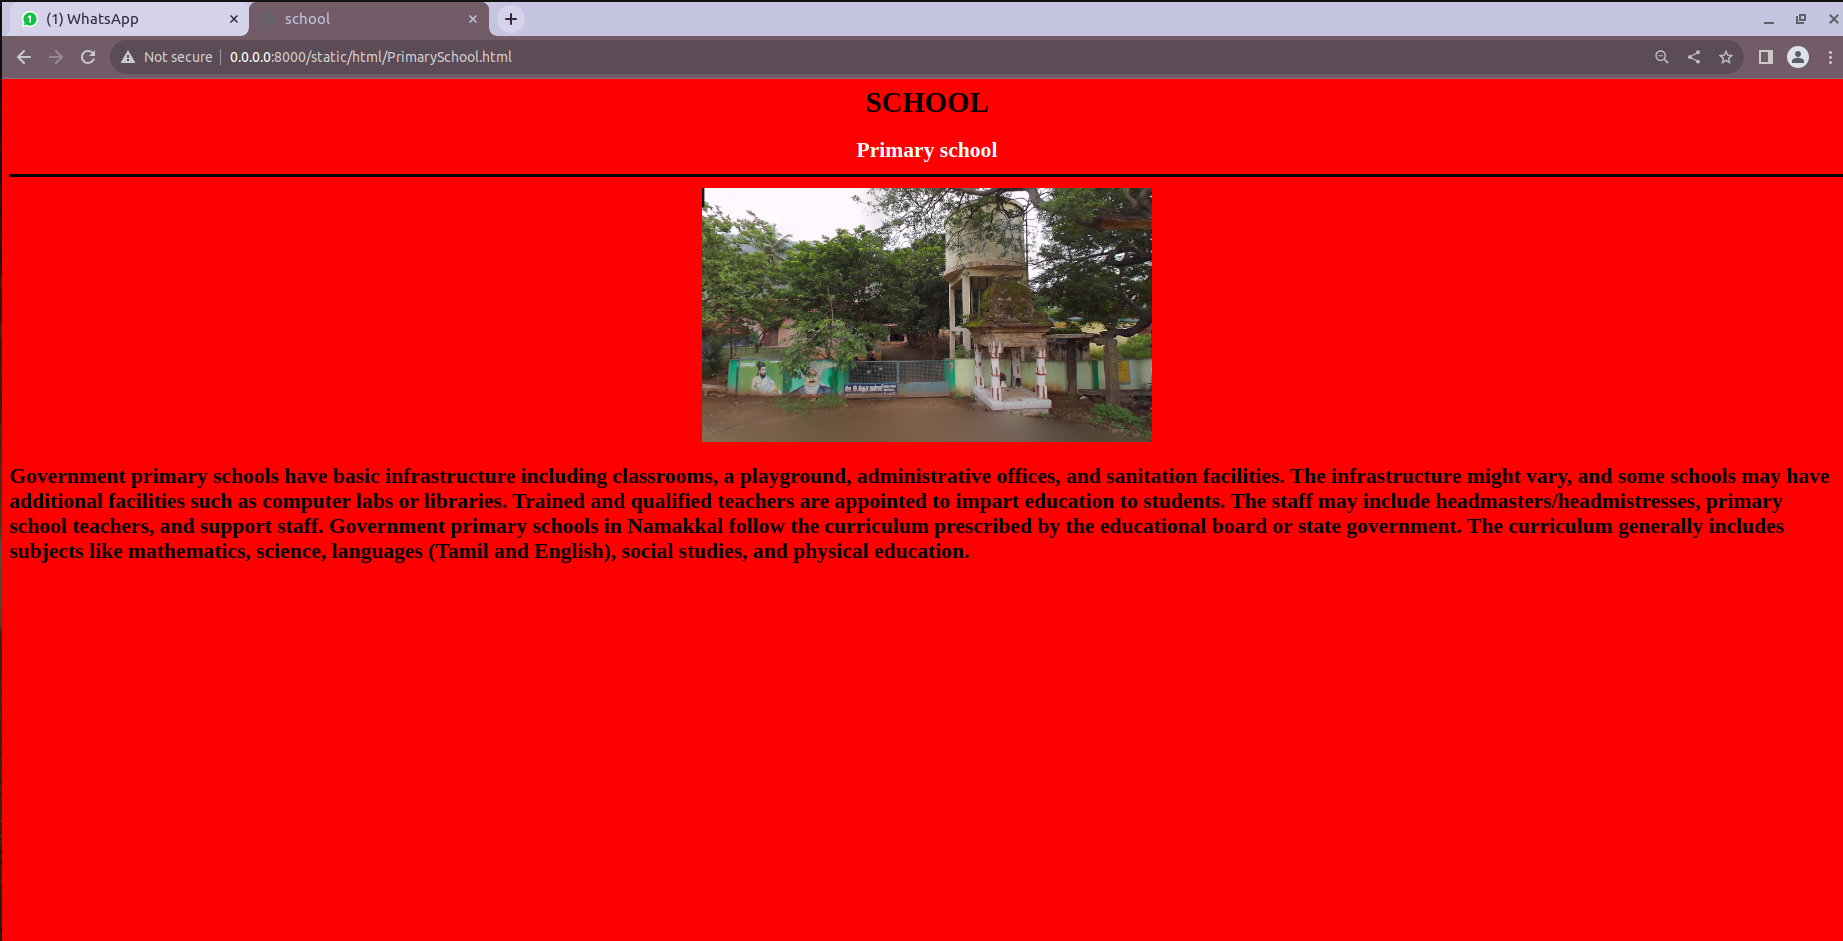 (1) WhatsApp
school
Not secure
0.0.0.0:8000/static/html/PrimarySchool.html
SCHOOL
Primary school
Government primary schools have basic infrastructure including classrooms, a playground, administrative offices, and sanitation facilities. The infrastructure might vary, and some schools may have
additional facilities such as computer labs or libraries. Trained and qualified teachers are appointed to impart education to students. The staff may include headmasters/headmistresses, primary
school teachers, and support staff. Government primary schools in Namakkal follow the curriculum prescribed by the educational board or state government. The curriculum generally includes
subjects like mathematics, science, languages (Tamil and English), social studies, and physical education.